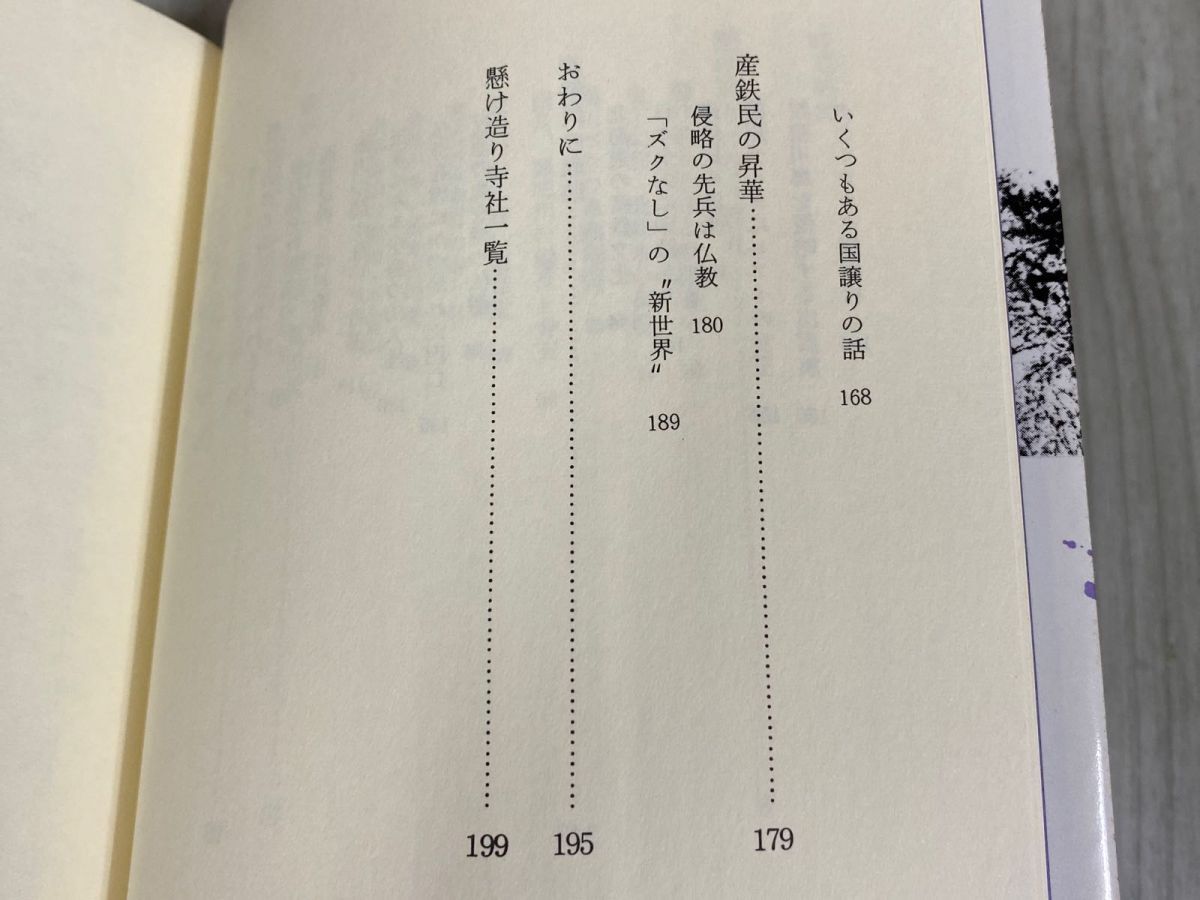 いくつもある国譲りの話 168
産鉄民の昇華……………………………………………… 179
侵略の先兵は仏教 180
「ズクなし」の〝新世界〟 189
おわりに……………………………………………… 195
懸け造り寺社一覧……………………………………………… 199